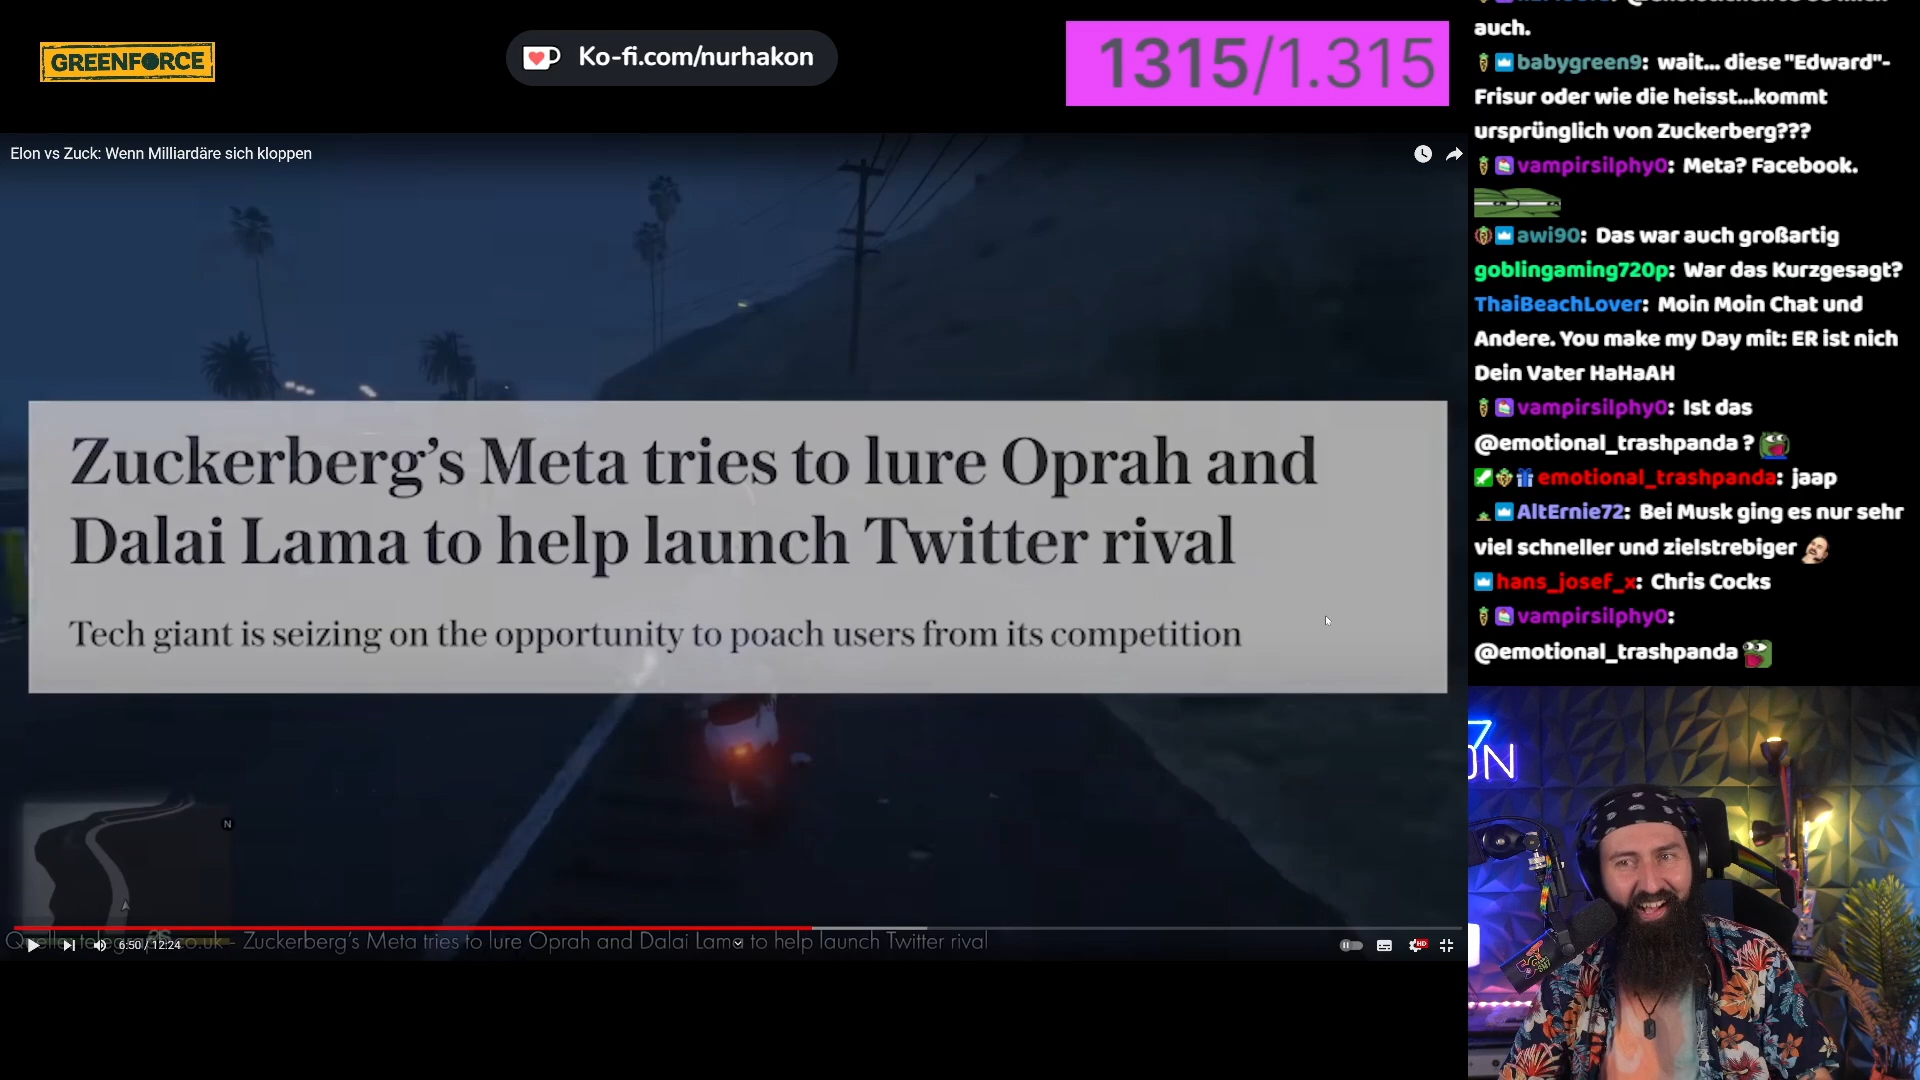 GREENFORCE
Ko-fi.com/nurhakon
1315/1.315
Elon vs Zuck: Wenn Milliardäre sich kloppen
Zuckerberg's Meta tries to lure Oprah and
Dalai Lama to help launch Twitter rival
Tech giant is seizing on the opportunity to poach users from its competition
N
6:50 / 12:24
Zuckerberg's Meta tries to lure Oprah and Dalai Lama to help launch Twitter rival
HD
auch.
babygreen9: wait... diese "Edward"-
Frisur oder wie die heisst...kommt
ursprünglich von Zuckerberg???
vampirsilphy0: Meta? Facebook.
awi90: Das war auch großartig
goblingaming720p: War das Kurzgesagt?
ThaiBeachLover: Moin Moin Chat und
Andere. You make my Day mit: ER ist nich
Dein Vater HaHaAH
vampirsilphy0: Ist das
@emotional_trashpanda ?
emotional_trashpanda: jaap
AltErnie72: Bei Musk ging es nur sehr
viel schneller und zielstrebiger
hans_josef_x: Chris Cocks
vampirsilphy0:
@emotional_trashpanda
ON